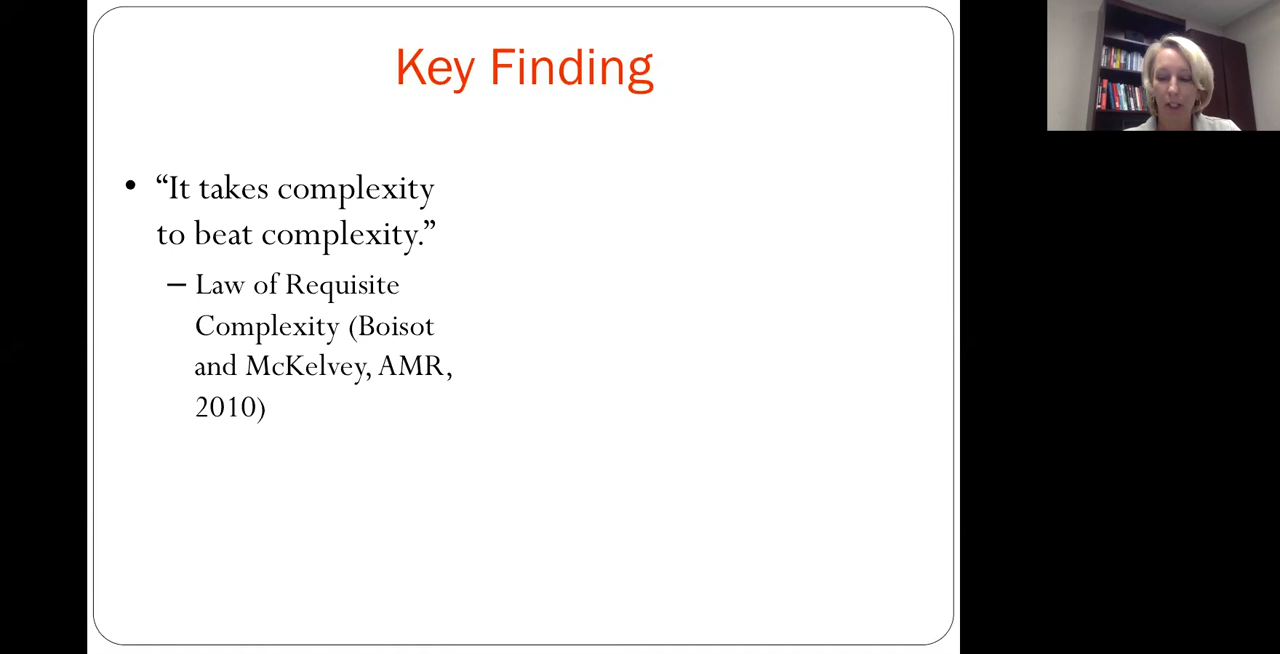 Key Finding
• “It takes complexity
to beat complexity.”
– Law of Requisite
Complexity (Boisot
and McKelvey, AMR,
2010)